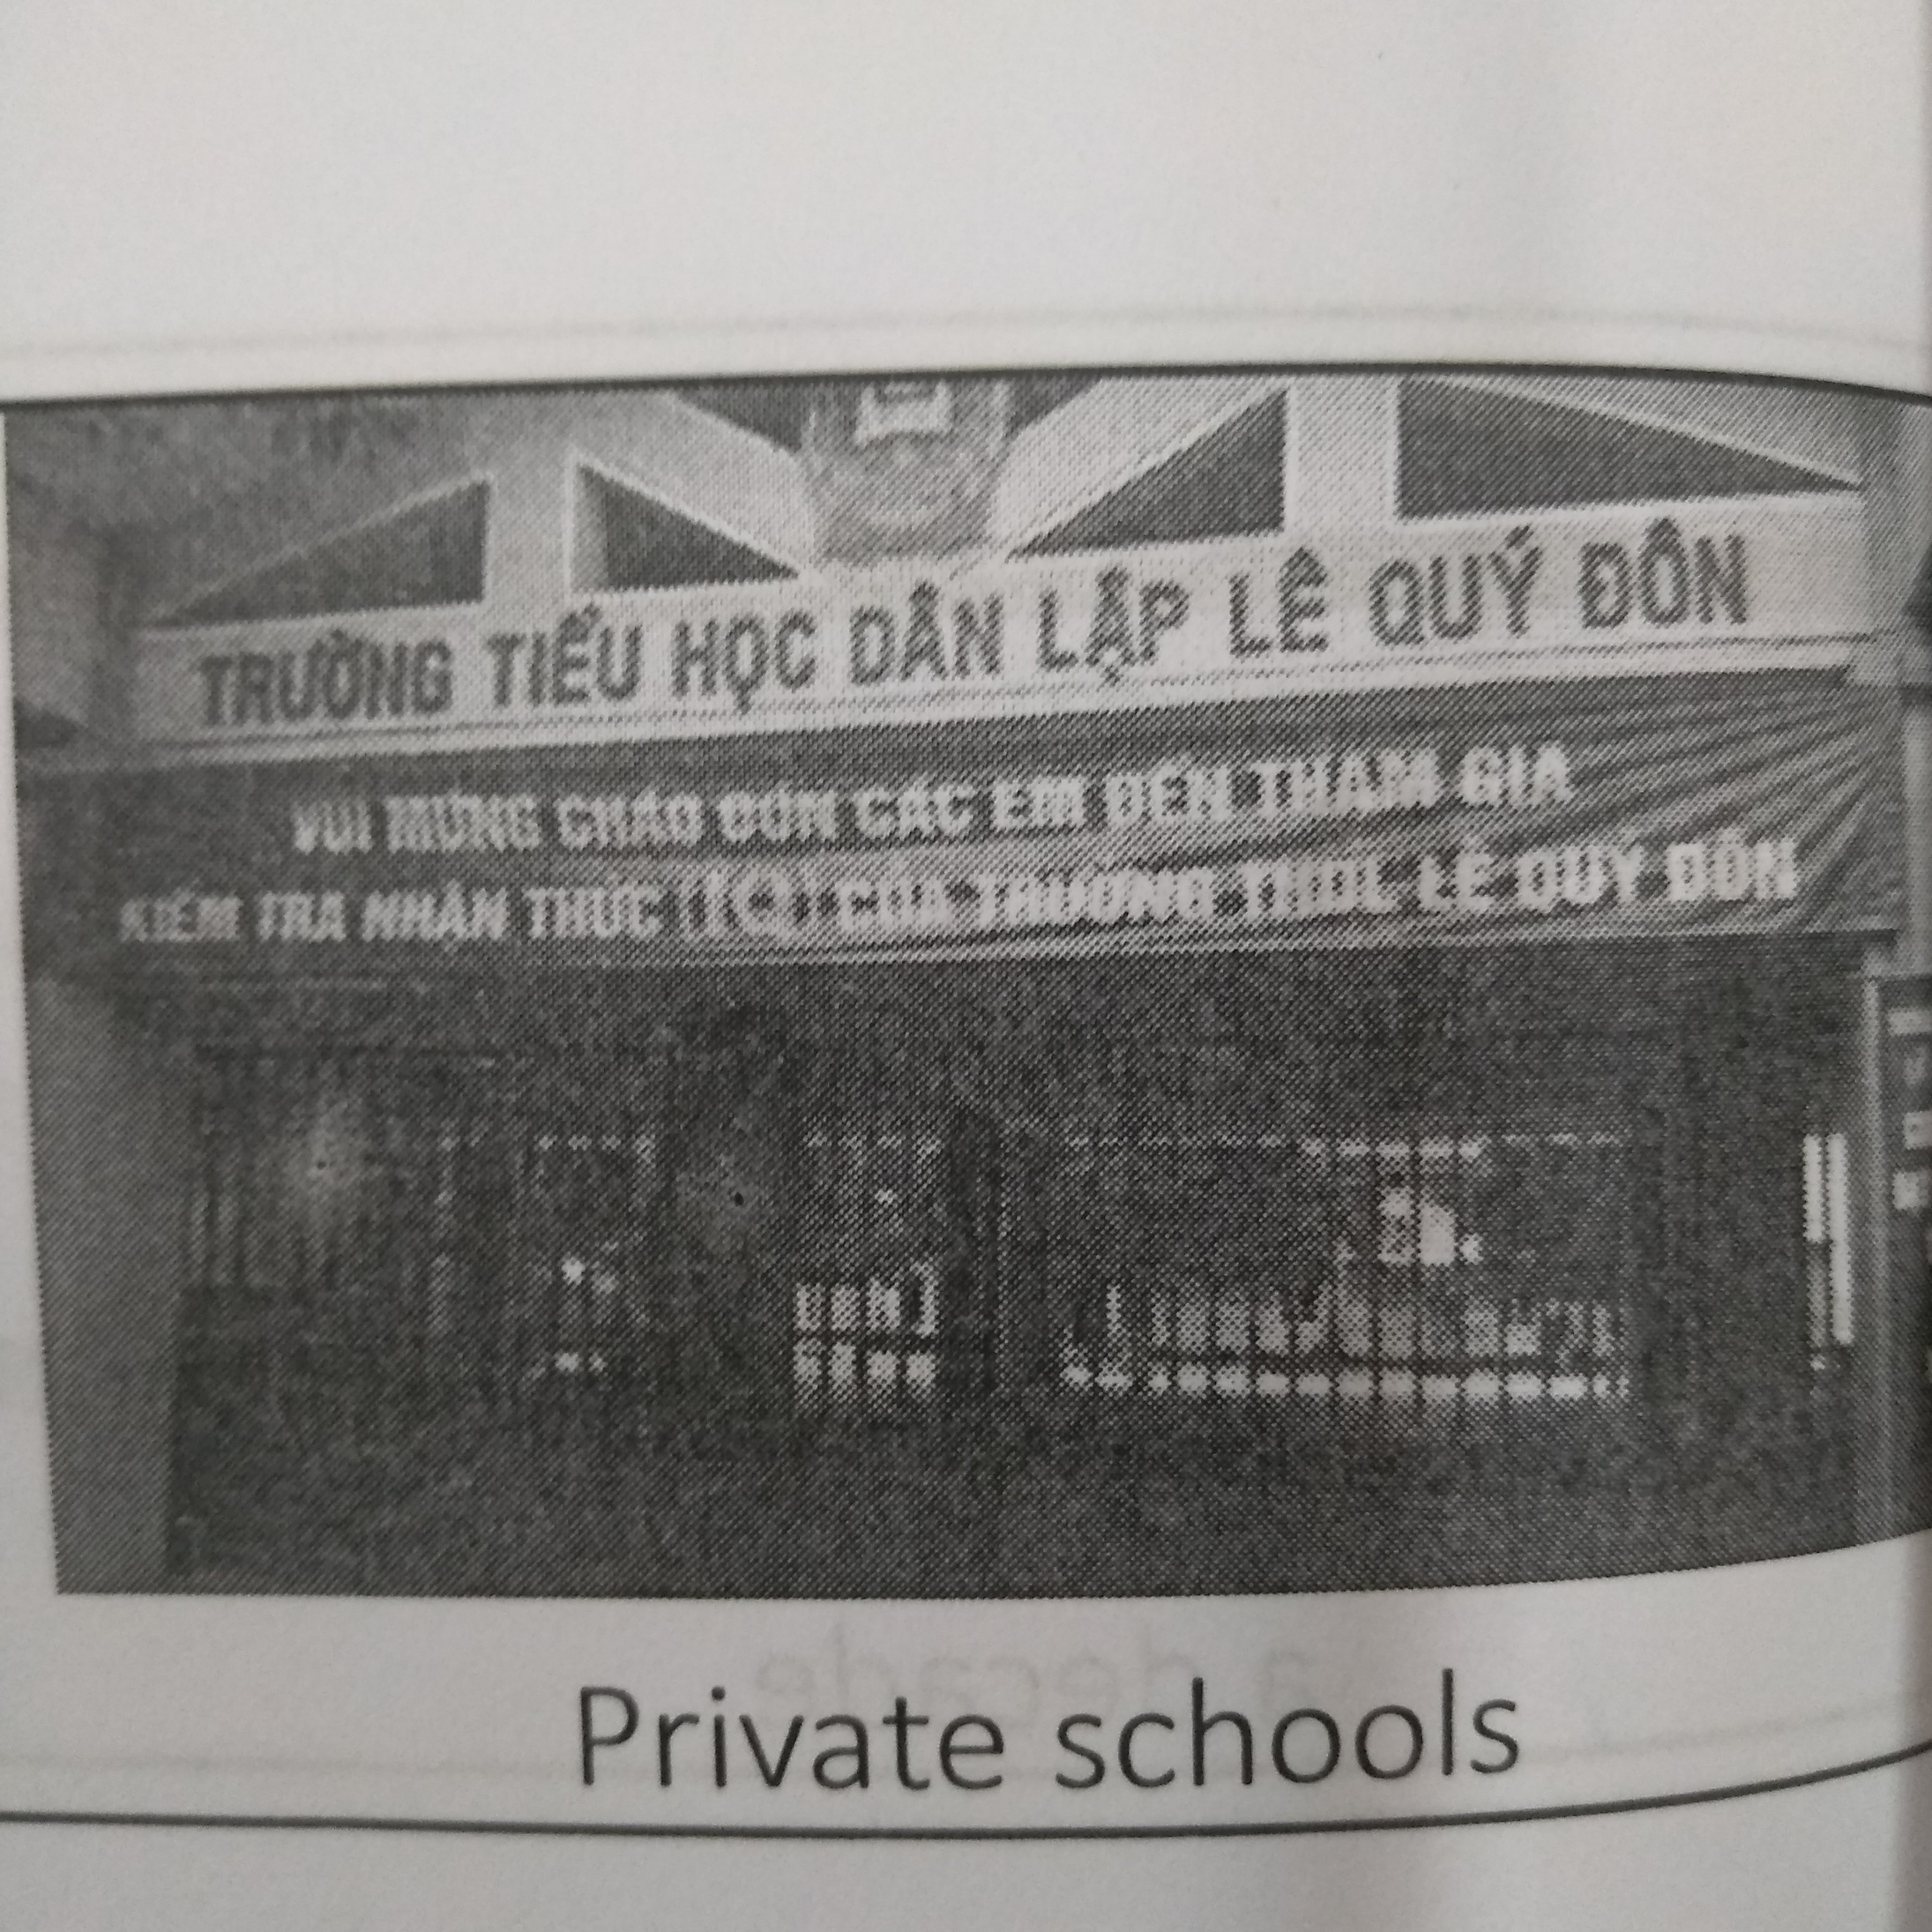 TRƯỜNG TIỂU HỌC DÂN LẬP LÊ QUÝ ĐÔN
VUI MỪNG CHÀO ĐÓN CÁC EM ĐẾN THAM GIA
KIỂM TRA NHẬN THỨC (IQ) CỦA TRƯỜNG THDL LÊ QUÝ ĐÔN
Private schools